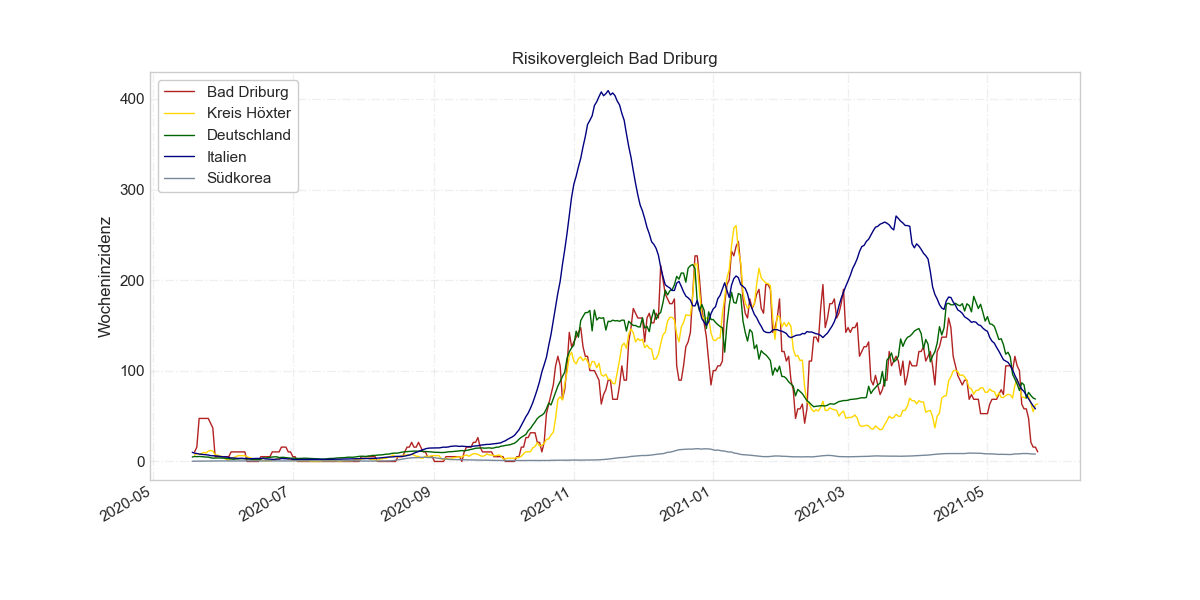 Risikovergleich Bad Driburg
Bad Driburg
Kreis Höxter
Deutschland
Italien
Südkorea
Wocheninzidenz
400
300
200
100
0
2020-05
2020-07
2020-09
2020-11
2021-01
2021-03
2021-05